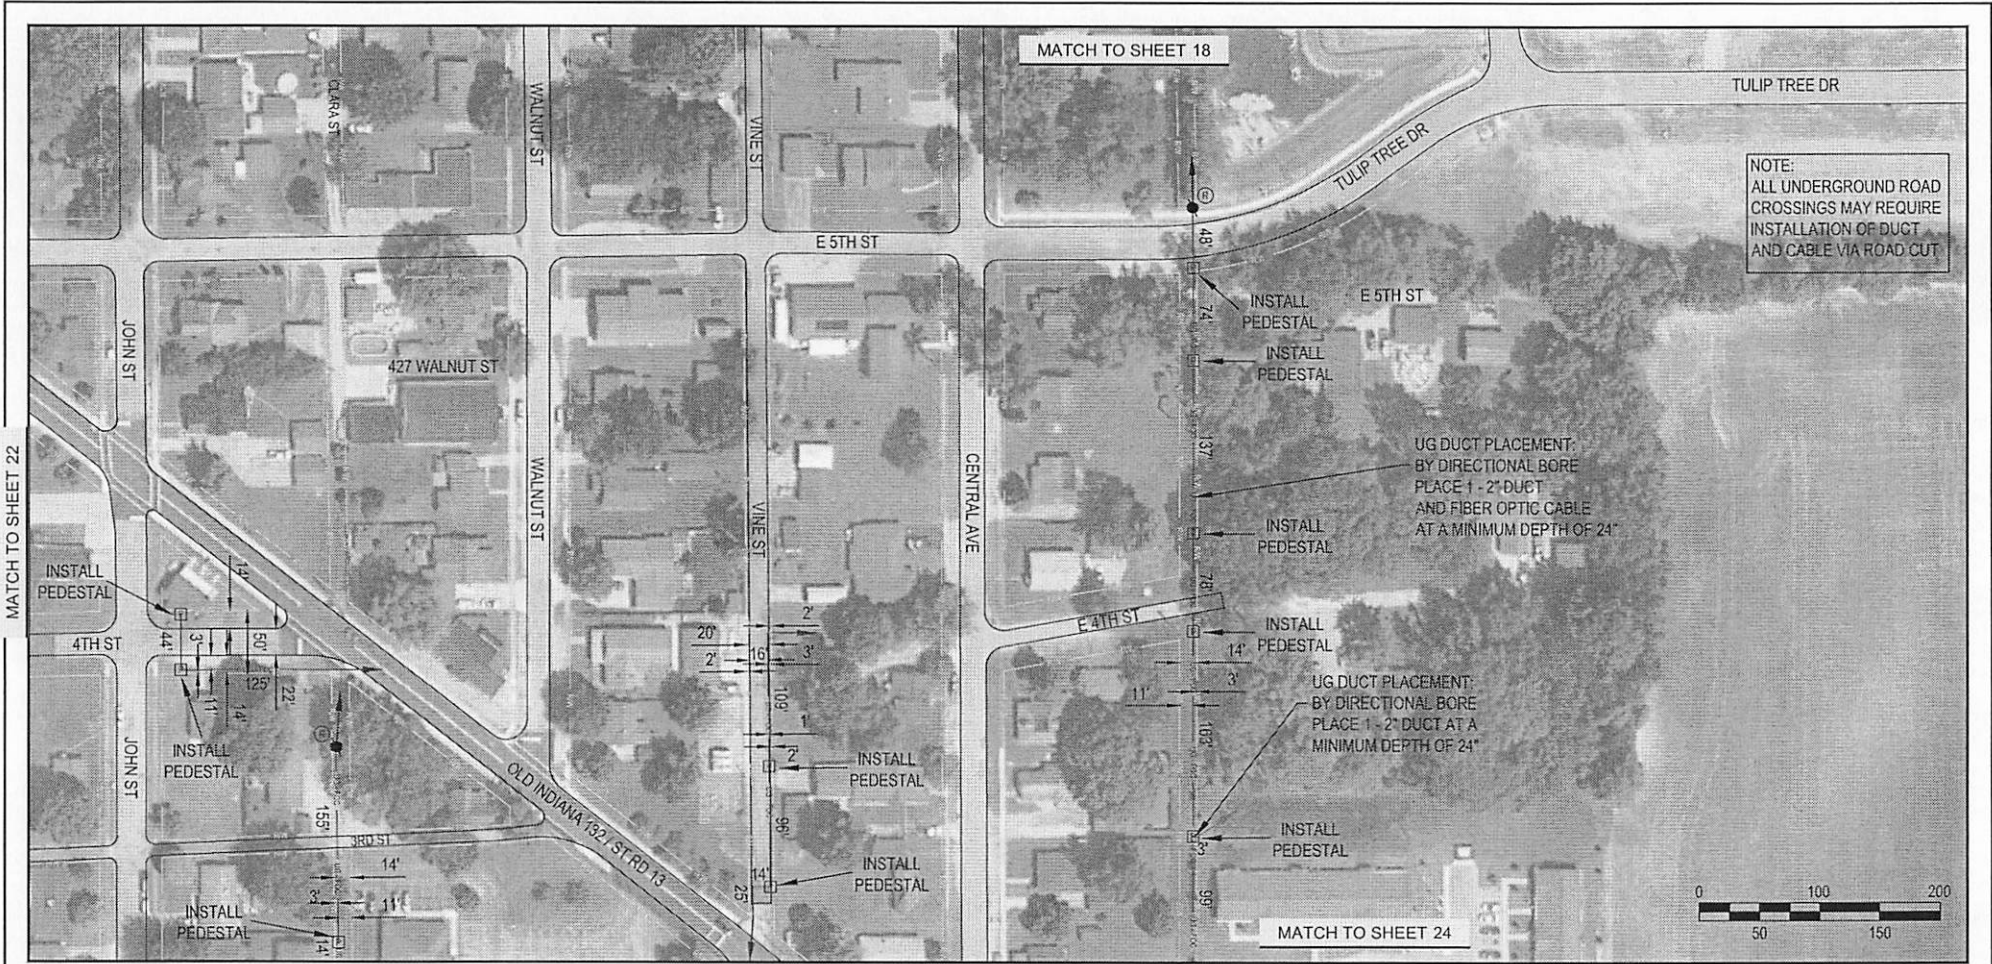 MATCH TO SHEET 18
TULIP TREE DR
TULIP TREE DR
NOTE:
ALL UNDERGROUND ROAD
CROSSINGS MAY REQUIRE
INSTALLATION OF DUCT
AND CABLE VIA ROAD CUT
CLARA ST
WALNUT ST
VINE ST
E 5TH ST
R
48'
INSTALL
PEDESTAL
E 5TH ST
74'
INSTALL
PEDESTAL
JOHN ST
427 WALNUT ST
137'
UG DUCT PLACEMENT:
BY DIRECTIONAL BORE
PLACE 1 - 2" DUCT
AND FIBER OPTIC CABLE
AT A MINIMUM DEPTH OF 24"
MATCH TO SHEET 22
WALNUT ST
VINE ST
CENTRAL AVE
INSTALL
PEDESTAL
78'
INSTALL
PEDESTAL
14'
4TH ST
44'
3'
50'
125'
11'
14'
22'
INSTALL
PEDESTAL
20'
2'
2'
16'
3'
109'
1'
2'
E 4TH ST
INSTALL
PEDESTAL
14'
3'
11'
UG DUCT PLACEMENT:
BY DIRECTIONAL BORE
PLACE 1 - 2" DUCT AT A
MINIMUM DEPTH OF 24"
162'
JOHN ST
R
155'
3RD ST
OLD INDIANA 132 / ST RD 13
INSTALL
PEDESTAL
96'
INSTALL
PEDESTAL
14'
25'
INSTALL
PEDESTAL
3'
99'
14'
3'
11'
INSTALL
PEDESTAL
14'
MATCH TO SHEET 24
0 100 200
50 150